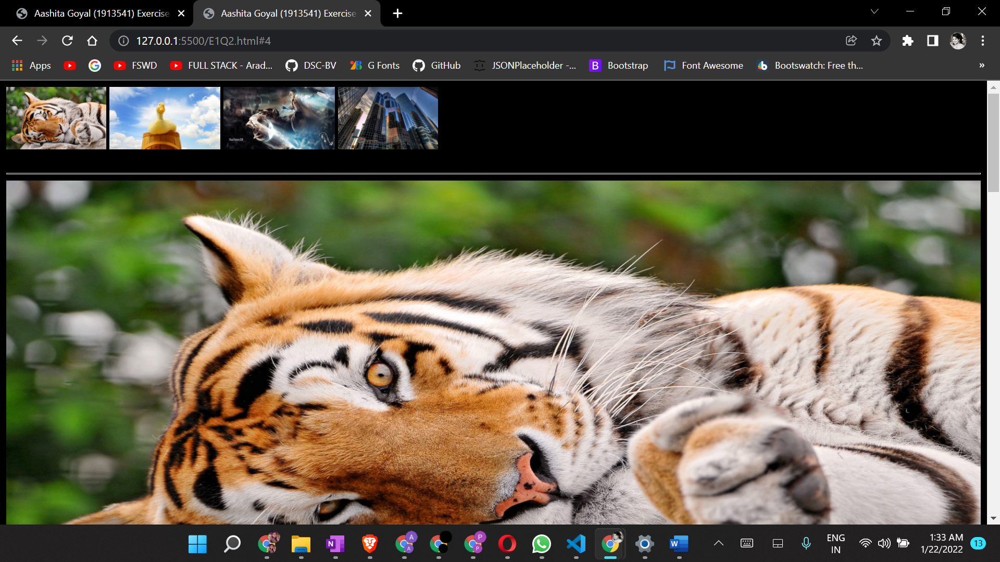 Aashita Goyal (1913541) Exercise
Aashita Goyal (1913541) Exercise
127.0.0.1:5500/E1Q2.html#4
Apps FSWD FULL STACK - Arad... DSC-BV G Fonts GitHub JSONPlaceholder -... B Bootstrap Font Awesome Bootswatch: Free th... »
ENG 1:33 AM
IN 1/22/2022 13